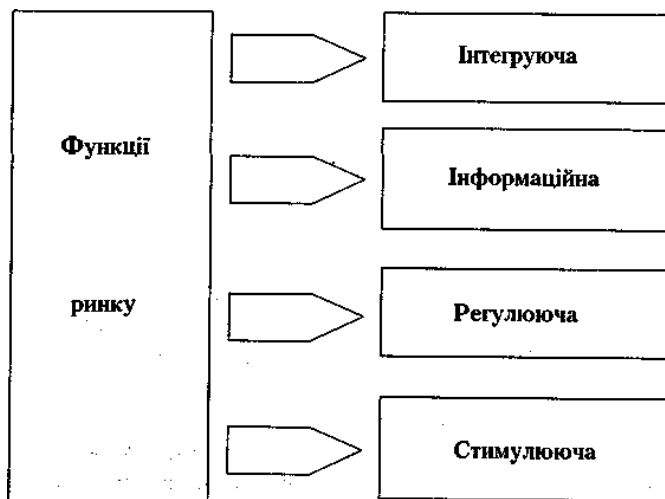 Функції
ринку
Інтегруюча
Інформаційна
Регулююча
Стимулююча